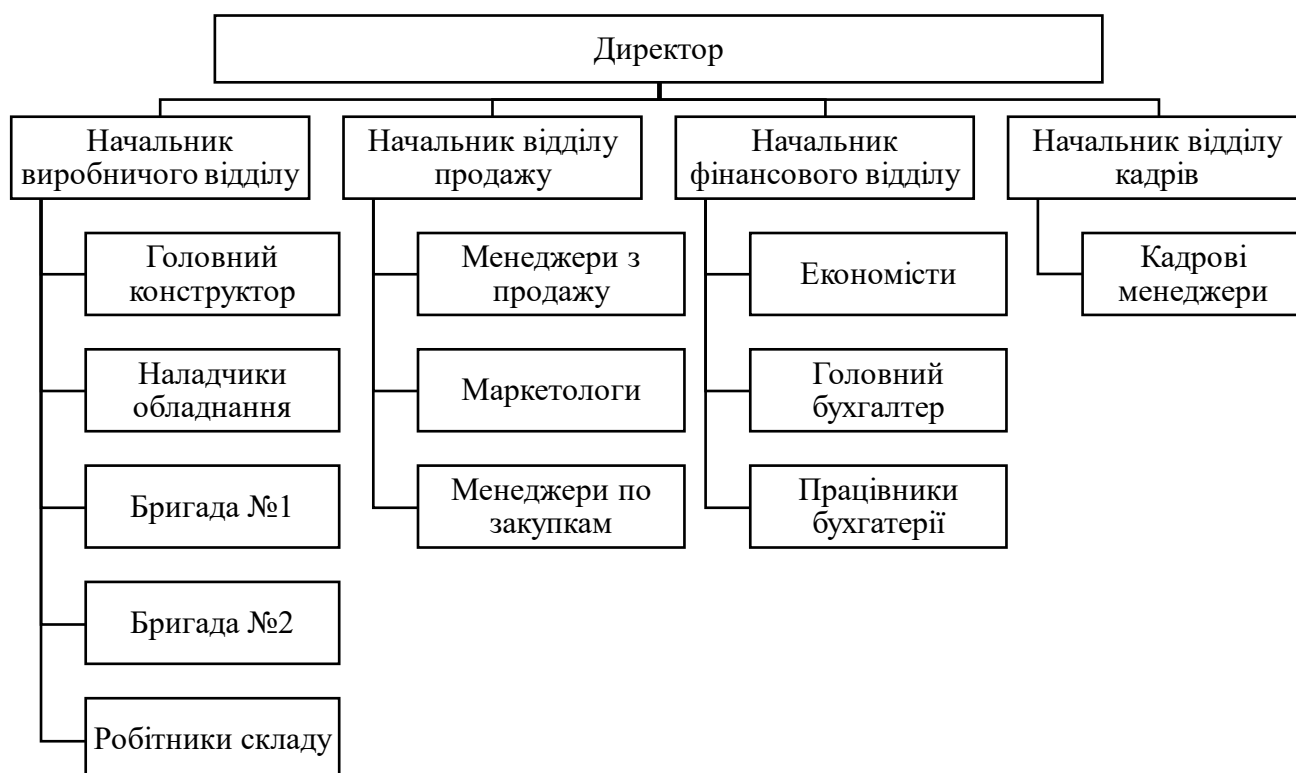 Директор
Начальник
виробничого відділу
Начальник відділу
продажу
Начальник
фінансового відділу
Начальник відділу
кадрів
Головний
конструктор
Наладчики
обладнання
Бригада №1
Бригада №2
Робітники складу
Менеджери з
продажу
Маркетологи
Менеджери по
закупкам
Економісти
Головний
бухгалтер
Працівники
бухгатерії
Кадрові
менеджери